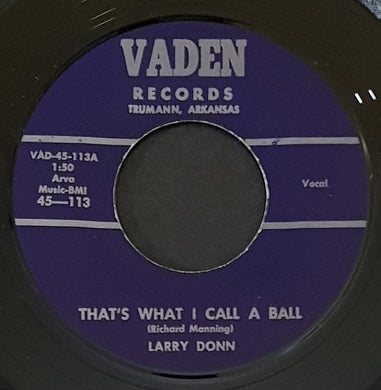 VADEN
RECORDS
TRUMANN, ARKANSAS
VAD-45-113A
1:50
Arva
Music-BMI
45—113
Vocal
THAT'S WHAT I CALL A BALL
(Richard Manning)
LARRY DONN